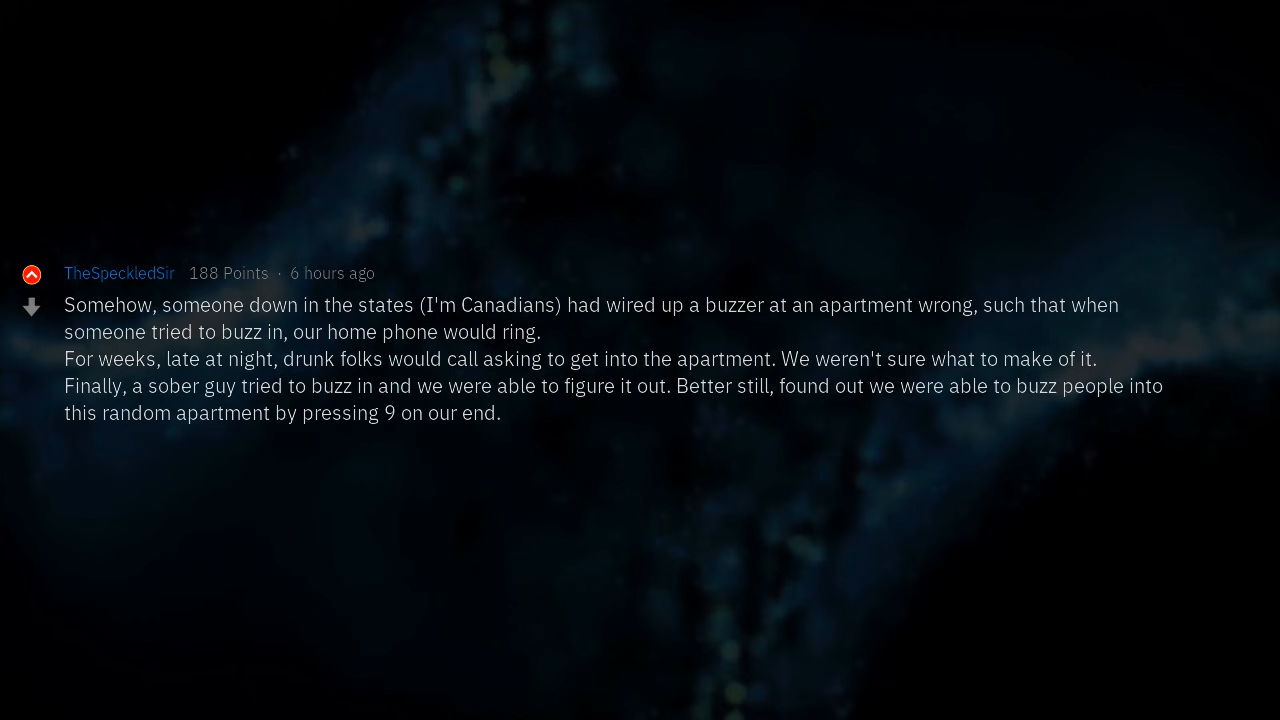 TheSpeckledSir 188 Points · 6 hours ago
Somehow, someone down in the states (I'm Canadians) had wired up a buzzer at an apartment wrong, such that when
someone tried to buzz in, our home phone would ring.
For weeks, late at night, drunk folks would call asking to get into the apartment. We weren't sure what to make of it.
Finally, a sober guy tried to buzz in and we were able to figure it out. Better still, found out we were able to buzz people into
this random apartment by pressing 9 on our end.